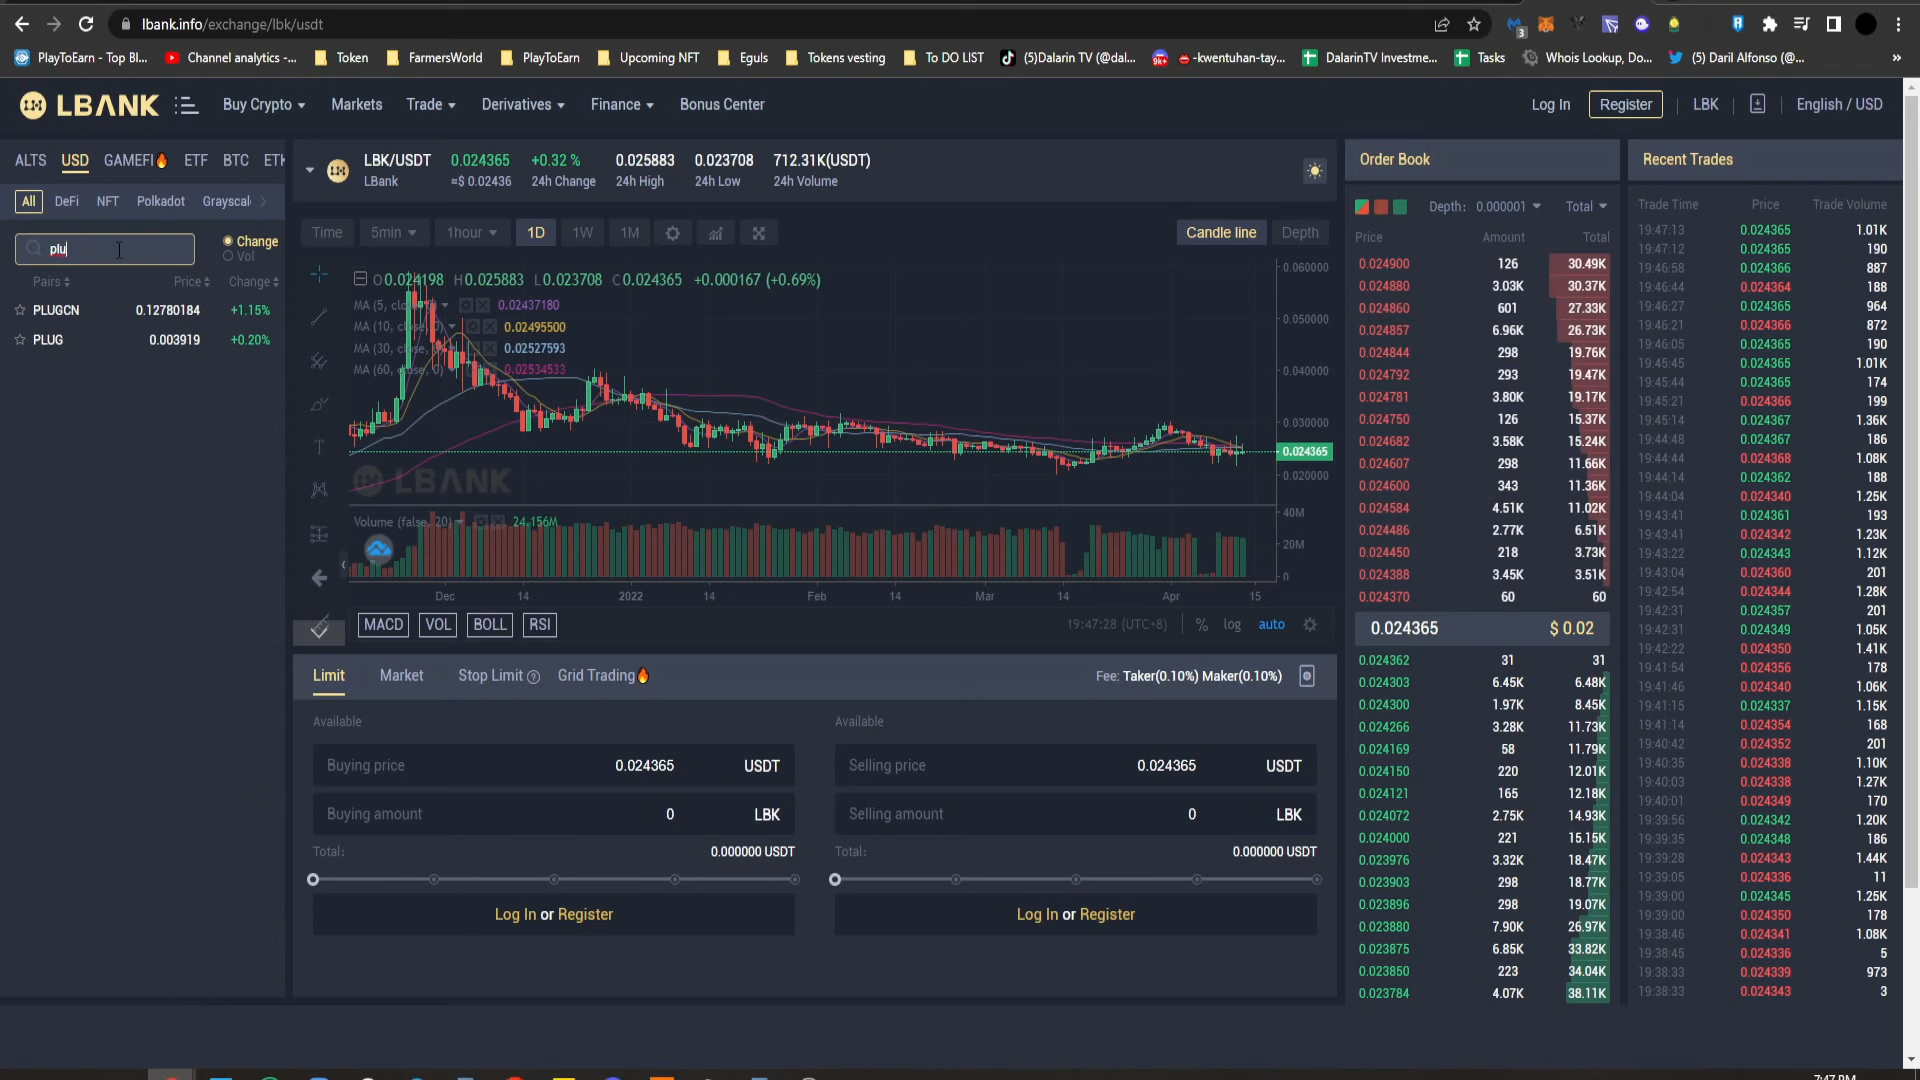 lbank.info/exchange/lbk/usdt
3
PlayToEarn - Top Bl... Channel analytics -... Token FarmersWorld PlayToEarn Upcoming NFT Eguls Tokens vesting To DO LIST (5)Dalarin TV (@dal... 9k+ -kwentuhan-tay... DalarinTV Investme... Tasks Whois Lookup, Do... (5) Daril Alfonso (@... »
LBANK Buy Crypto Markets Trade Derivatives Finance Bonus Center Log In Register LBK English / USD
ALTS USD GAMEFI ETF BTC ETK
All DeFi NFT Polkadot Grayscal
plu
Change
Vol
Pairs Price Change
PLUGCN 0.12780184 +1.15%
PLUG 0.003919 +0.20%
LBK/USDT 0.024365 +0.32 % 0.025883 0.023708 712.31K(USDT)
LBank ≈$ 0.02436 24h Change 24h High 24h Low 24h Volume
Time 5min 1hour 1D 1W 1M Candle line Depth
O0.024198 H0.025883 L0.023708 C0.024365 +0.000167 (+0.69%)
MA (5, close, 0) 0.02437180
MA (10, close, 0) 0.02495500
MA (30, close, 0) 0.02527593
MA (60, close, 0) 0.02534533
0.060000
0.050000
0.040000
0.030000
0.024365
0.020000
LBANK
Volume (false, 20) 24.156M
40M
20M
0
Dec 14 2022 14 Feb 14 Mar 14 Apr 15
MACD VOL BOLL RSI 19:47:28 (UTC+8) % log auto
Limit Market Stop Limit Grid Trading Fee: Taker(0.10%) Maker(0.10%)
Available
Buying price 0.024365 USDT
Buying amount 0 LBK
Total: 0.000000 USDT
Log In or Register
Available
Selling price 0.024365 USDT
Selling amount 0 LBK
Total: 0.000000 USDT
Log In or Register
Order Book
Depth: 0.000001 Total
Price Amount Total
0.024900 126 30.49K
0.024880 3.03K 30.37K
0.024860 601 27.33K
0.024857 6.96K 26.73K
0.024844 298 19.76K
0.024792 293 19.47K
0.024781 3.80K 19.17K
0.024750 126 15.37K
0.024682 3.58K 15.24K
0.024607 298 11.66K
0.024600 343 11.36K
0.024584 4.51K 11.02K
0.024486 2.77K 6.51K
0.024450 218 3.73K
0.024388 3.45K 3.51K
0.024370 60 60
0.024365 $ 0.02
0.024362 31 31
0.024303 6.45K 6.48K
0.024300 1.97K 8.45K
0.024266 3.28K 11.73K
0.024169 58 11.79K
0.024150 220 12.01K
0.024121 165 12.18K
0.024072 2.75K 14.93K
0.024000 221 15.15K
0.023976 3.32K 18.47K
0.023903 298 18.77K
0.023896 298 19.07K
0.023880 7.90K 26.97K
0.023875 6.85K 33.82K
0.023850 223 34.04K
0.023784 4.07K 38.11K
Recent Trades
Trade Time Price Trade Volume
19:47:13 0.024365 1.01K
19:47:12 0.024365 190
19:46:58 0.024366 887
19:46:44 0.024364 188
19:46:27 0.024365 964
19:46:21 0.024366 872
19:46:05 0.024365 190
19:45:45 0.024365 1.01K
19:45:44 0.024365 174
19:45:21 0.024366 199
19:45:14 0.024367 1.36K
19:44:48 0.024367 186
19:44:44 0.024368 1.08K
19:44:14 0.024362 188
19:44:04 0.024340 1.25K
19:43:41 0.024361 193
19:43:41 0.024342 1.23K
19:43:22 0.024343 1.12K
19:43:04 0.024360 201
19:42:54 0.024344 1.28K
19:42:31 0.024357 201
19:42:31 0.024349 1.05K
19:42:22 0.024350 1.41K
19:41:54 0.024356 178
19:41:46 0.024340 1.06K
19:41:15 0.024337 1.15K
19:41:14 0.024354 168
19:40:42 0.024352 201
19:40:35 0.024338 1.10K
19:40:03 0.024338 1.27K
19:40:01 0.024349 170
19:39:56 0.024342 1.20K
19:39:35 0.024348 186
19:39:28 0.024343 1.44K
19:39:05 0.024336 11
19:39:00 0.024345 1.25K
19:39:00 0.024350 178
19:38:46 0.024341 1.08K
19:38:45 0.024336 5
19:38:33 0.024339 973
19:38:33 0.024343 3
7:47 PM